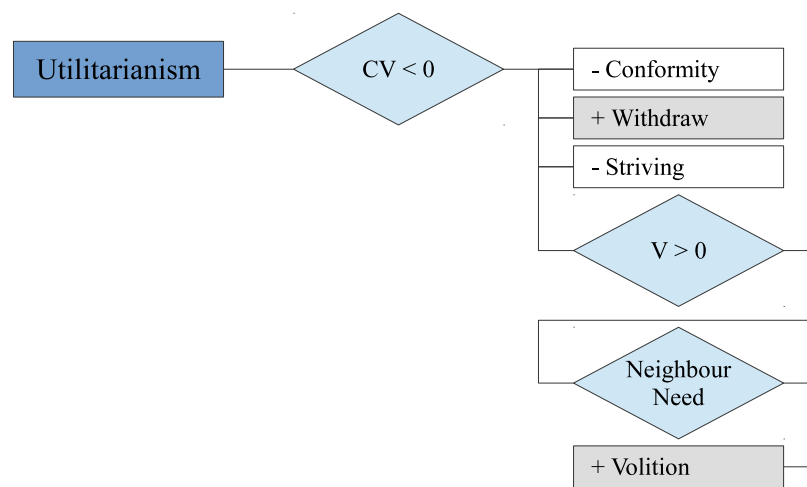 Utilitarianism
CV < 0
- Conformity
+ Withdraw
- Striving
V > 0
Neighbour
Need
+ Volition